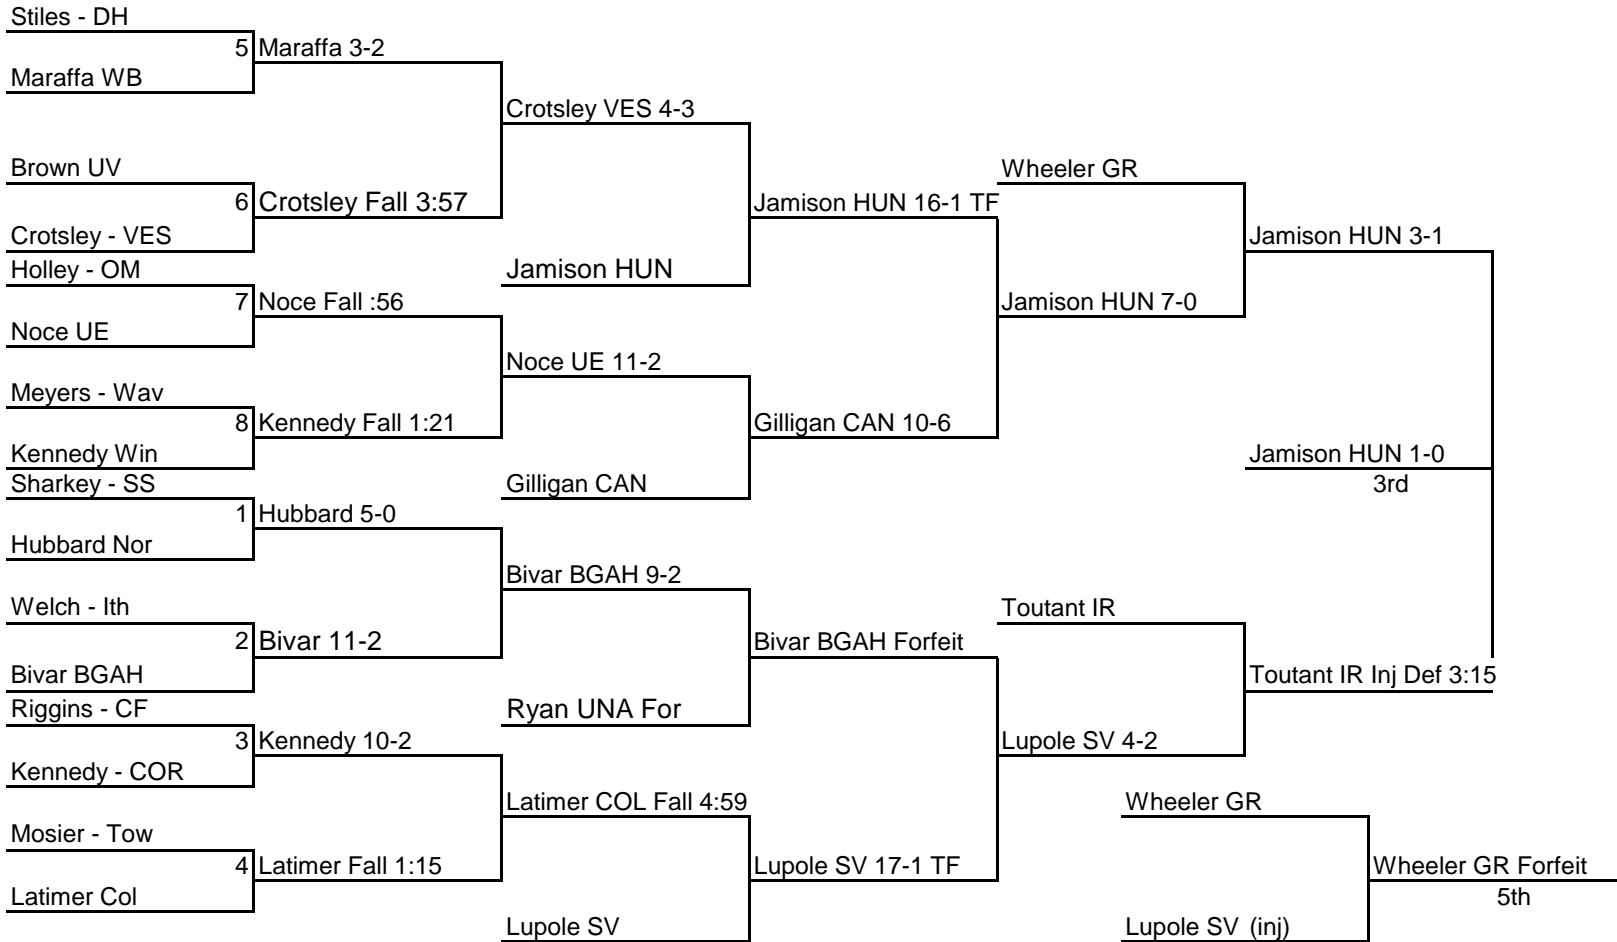 Stiles - DH
5 Maraffa 3-2
Maraffa WB
Crotsley VES 4-3
Brown UV
Wheeler GR
6 Crotsley Fall 3:57
Jamison HUN 16-1 TF
Crotsley - VES
Jamison HUN 3-1
Holley - OM
Jamison HUN
7 Noce Fall :56
Jamison HUN 7-0
Noce UE
Noce UE 11-2
Meyers - Wav
8 Kennedy Fall 1:21
Gilligan CAN 10-6
Kennedy Win
Jamison HUN 1-0
Sharkey - SS
Gilligan CAN
3rd
1 Hubbard 5-0
Hubbard Nor
Bivar BGAH 9-2
Welch - Ith
Toutant IR
2 Bivar 11-2
Bivar BGAH Forfeit
Bivar BGAH
Toutant IR Inj Def 3:15
Riggins - CF
Ryan UNA For
3 Kennedy 10-2
Lupole SV 4-2
Kennedy - COR
Latimer COL Fall 4:59
Wheeler GR
Mosier - Tow
4 Latimer Fall 1:15
Lupole SV 17-1 TF
Wheeler GR Forfeit
Latimer Col
5th
Lupole SV
Lupole SV (inj)